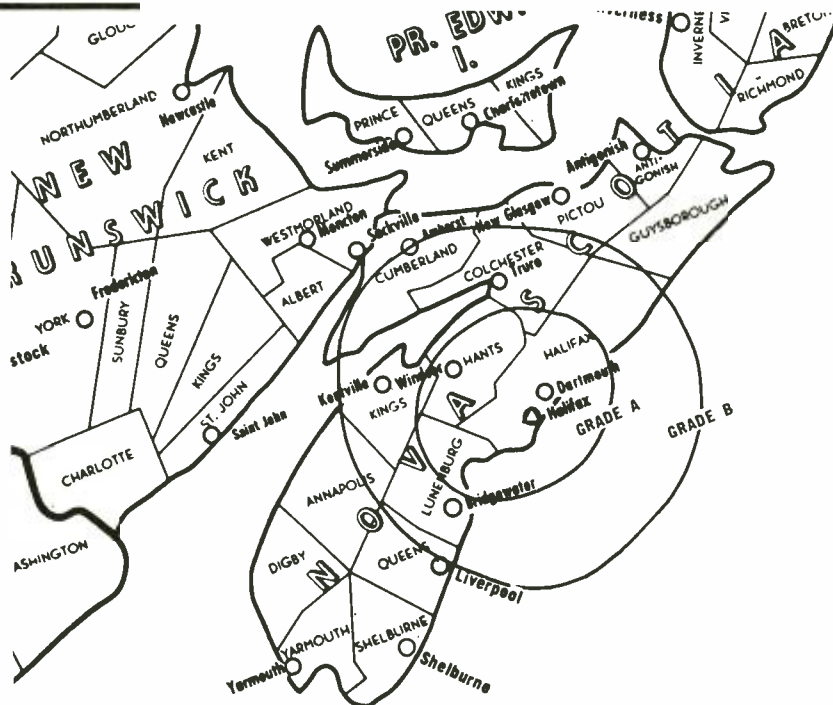 GLOUC
PR. EDW.
I.
INVERNE
VI
BRETON
RICHMOND
NORTHUMBERLAND
Newcastle
PRINCE
QUEENS
KINGS
Charlottetown
Summerside
KENT
NEW
RUNSWICK
Antigonish
ANTI-
GONISH
New Glasgow
PICTOU
GUYSBOROUGH
WESTMORLAND
Moncton
Sackville
Amherst
CUMBERLAND
COLCHESTER
Truro
ALBERT
Fredericton
YORK
SUNBURY
QUEENS
KINGS
stock
ST. JOHN
Saint John
CHARLOTTE
ASHINGTON
HANTS
HALIFAX
Kentville
Windsor
KINGS
Dartmouth
Halifax
GRADE A
GRADE B
ANNAPOLIS
LUNENBURG
Bridgewater
DIGBY
QUEENS
Liverpool
YARMOUTH
SHELBURNE
Yarmouth
Shelburne
NOVA SCOTIA